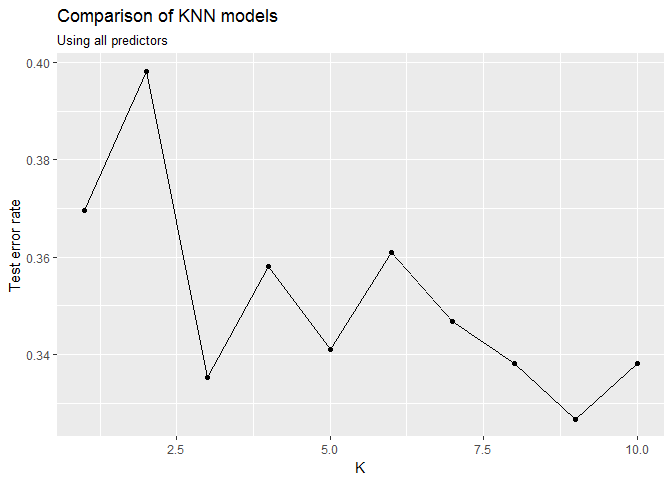 Comparison of KNN models
Using all predictors
0.40
0.38
0.36
0.34
Test error rate
2.5
5.0
7.5
10.0
K